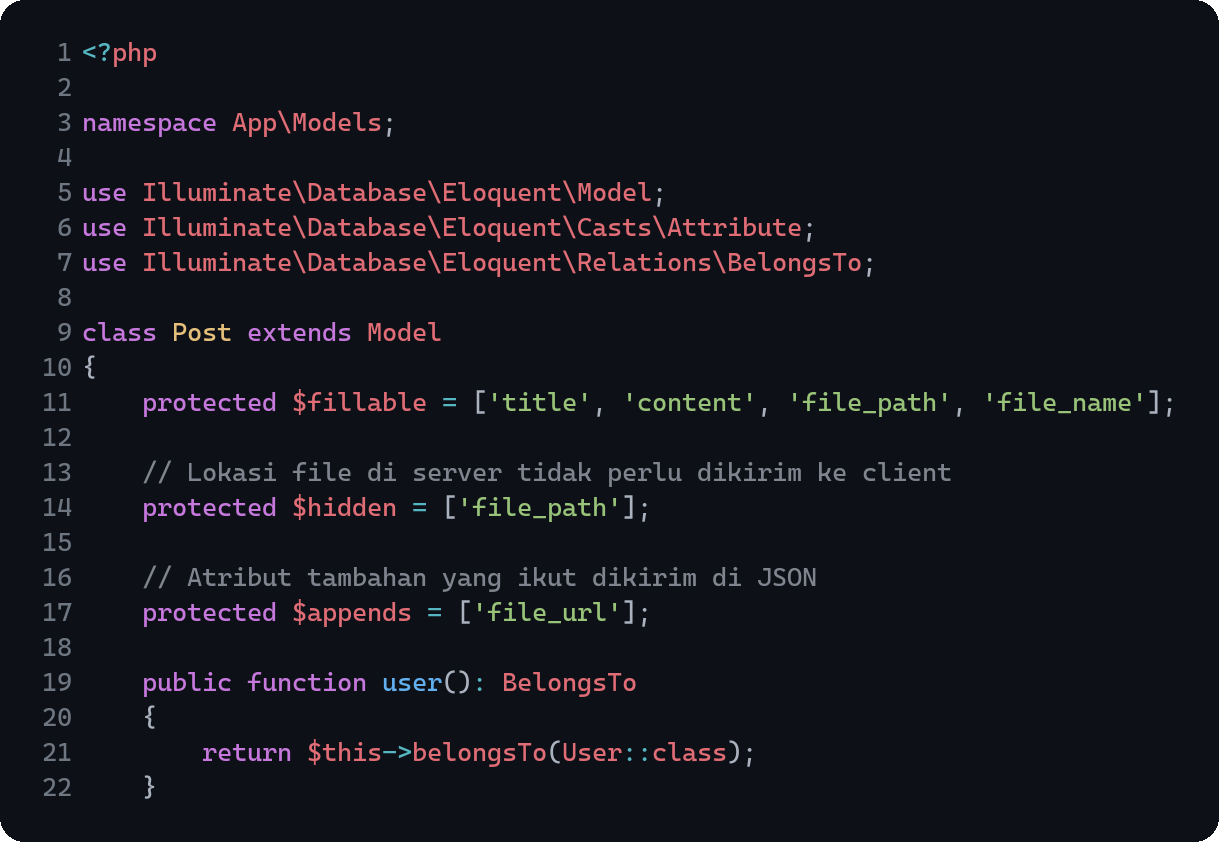 1 <?php
2
3 namespace App\Models;
4
5 use Illuminate\Database\Eloquent\Model;
6 use Illuminate\Database\Eloquent\Casts\Attribute;
7 use Illuminate\Database\Eloquent\Relations\BelongsTo;
8
9 class Post extends Model
10 {
11     protected $fillable = ['title', 'content', 'file_path', 'file_name'];
12
13     // Lokasi file di server tidak perlu dikirim ke client
14     protected $hidden = ['file_path'];
15
16     // Atribut tambahan yang ikut dikirim di JSON
17     protected $appends = ['file_url'];
18
19     public function user(): BelongsTo
20     {
21         return $this->belongsTo(User::class);
22     }